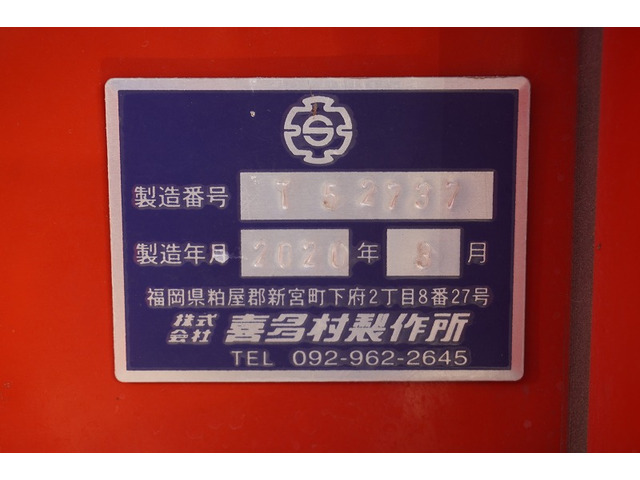 S
製造番号 T52737
製造年月 2020年 8月
福岡県粕屋郡新宮町下府2丁目8番27号
株式会社 喜多村製作所
TEL 092-962-2645